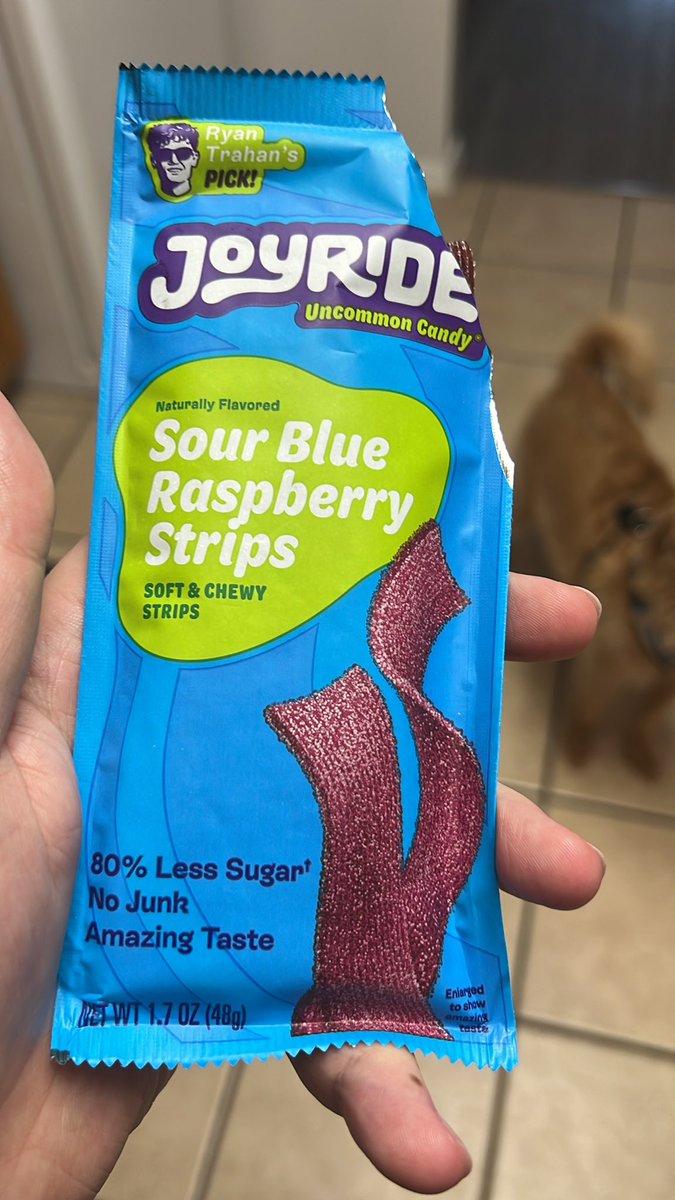 Ryan
Trahan's
PICK!
JOYRIDE
Uncommon Candy®
Naturally Flavored
Sour Blue
Raspberry
Strips
SOFT & CHEWY
STRIPS
80% Less Sugar†
No Junk
Amazing Taste
NET WT 1.7 OZ (48g)
Enlarged
to show
amazing
taste